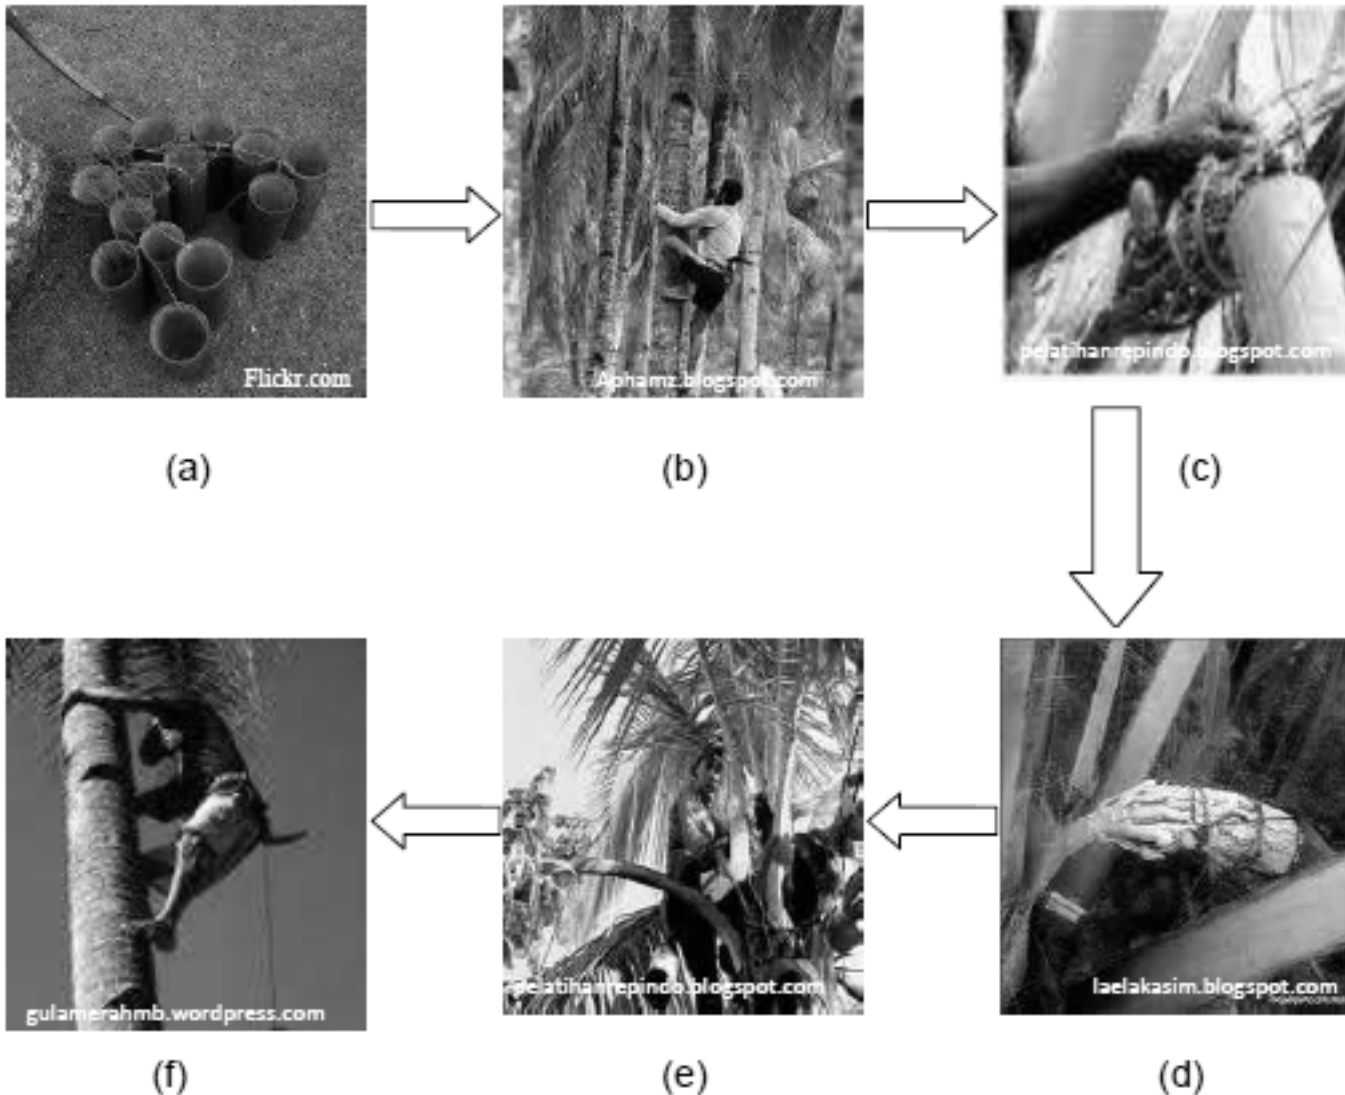 Flickr.com
Aphamz.blogspot.com
pelatihanrepindo.blogspot.com
(a)
(b)
(c)
gulamerahmb.wordpress.com
pelatihanrepindo.blogspot.com
laelakasim.blogspot.com
(f)
(e)
(d)